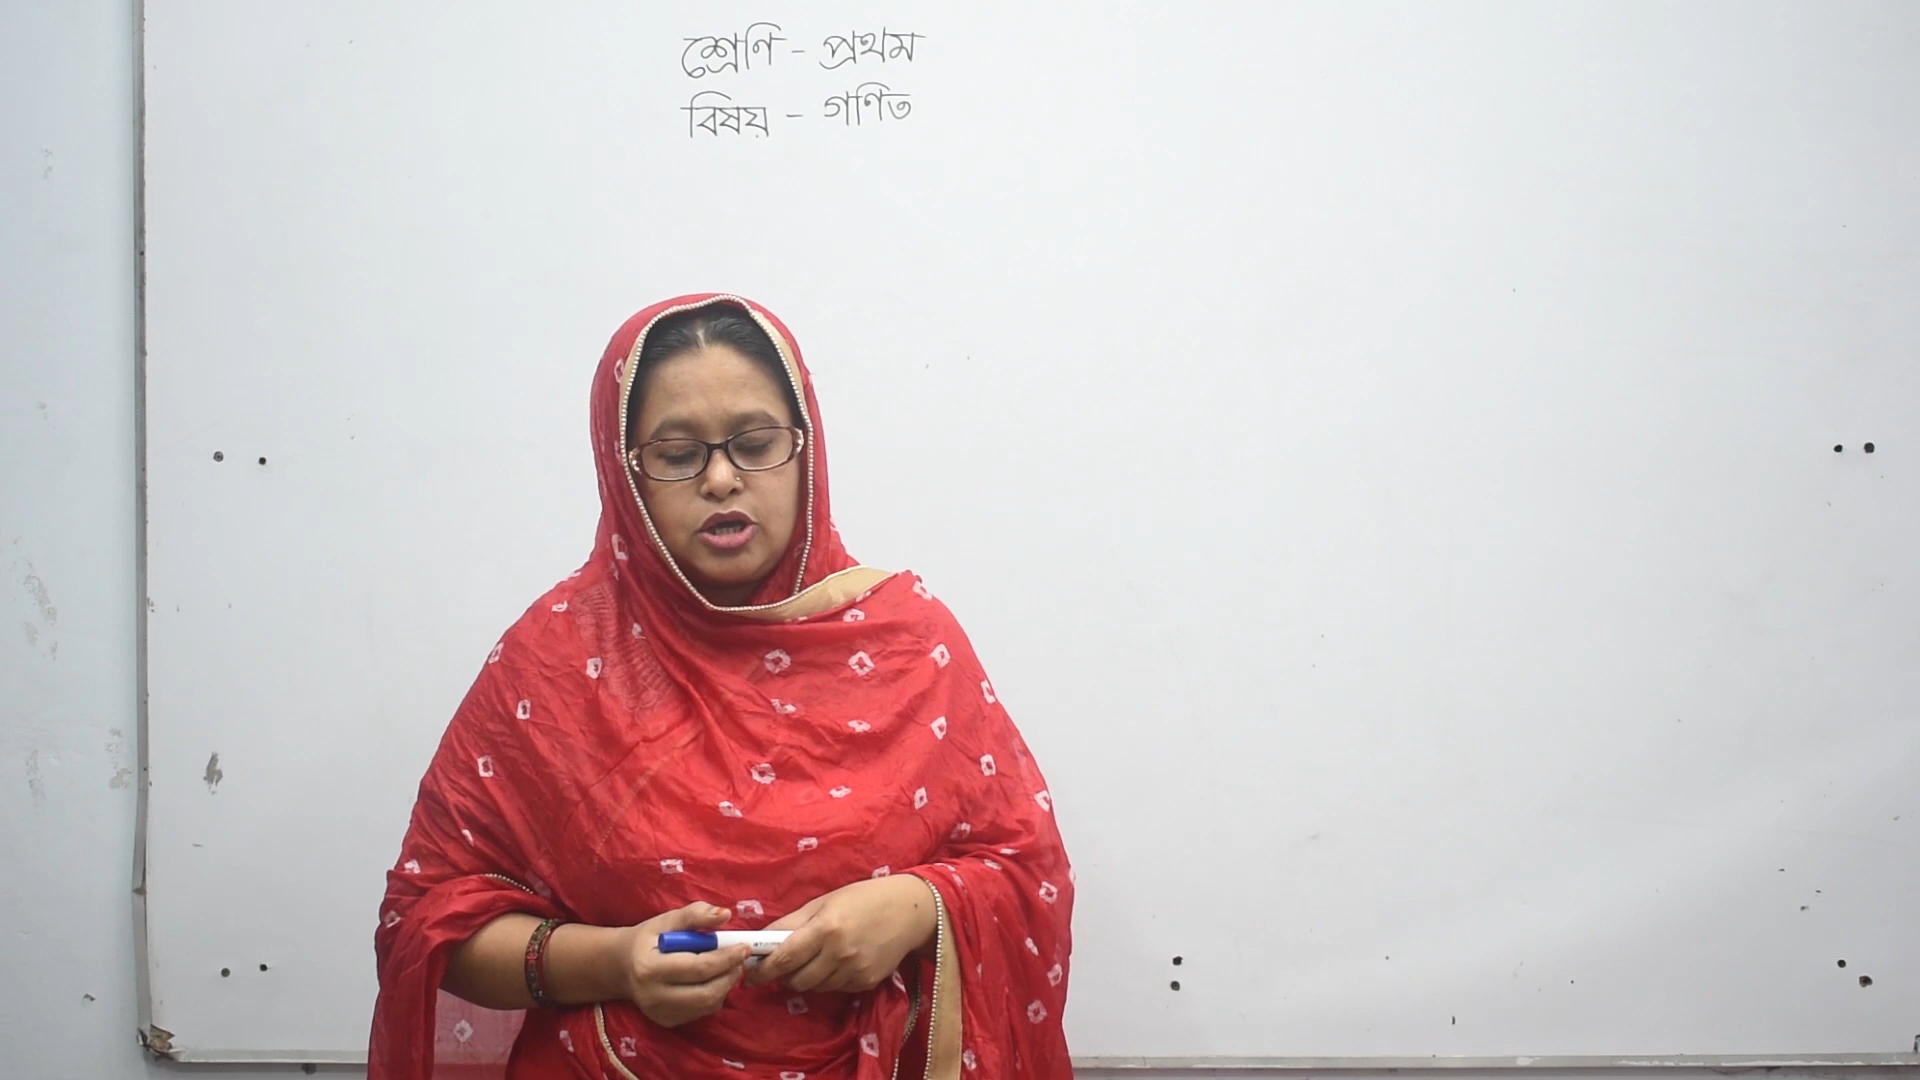 শ্রেণি - প্রথম
বিষয় - গণিত